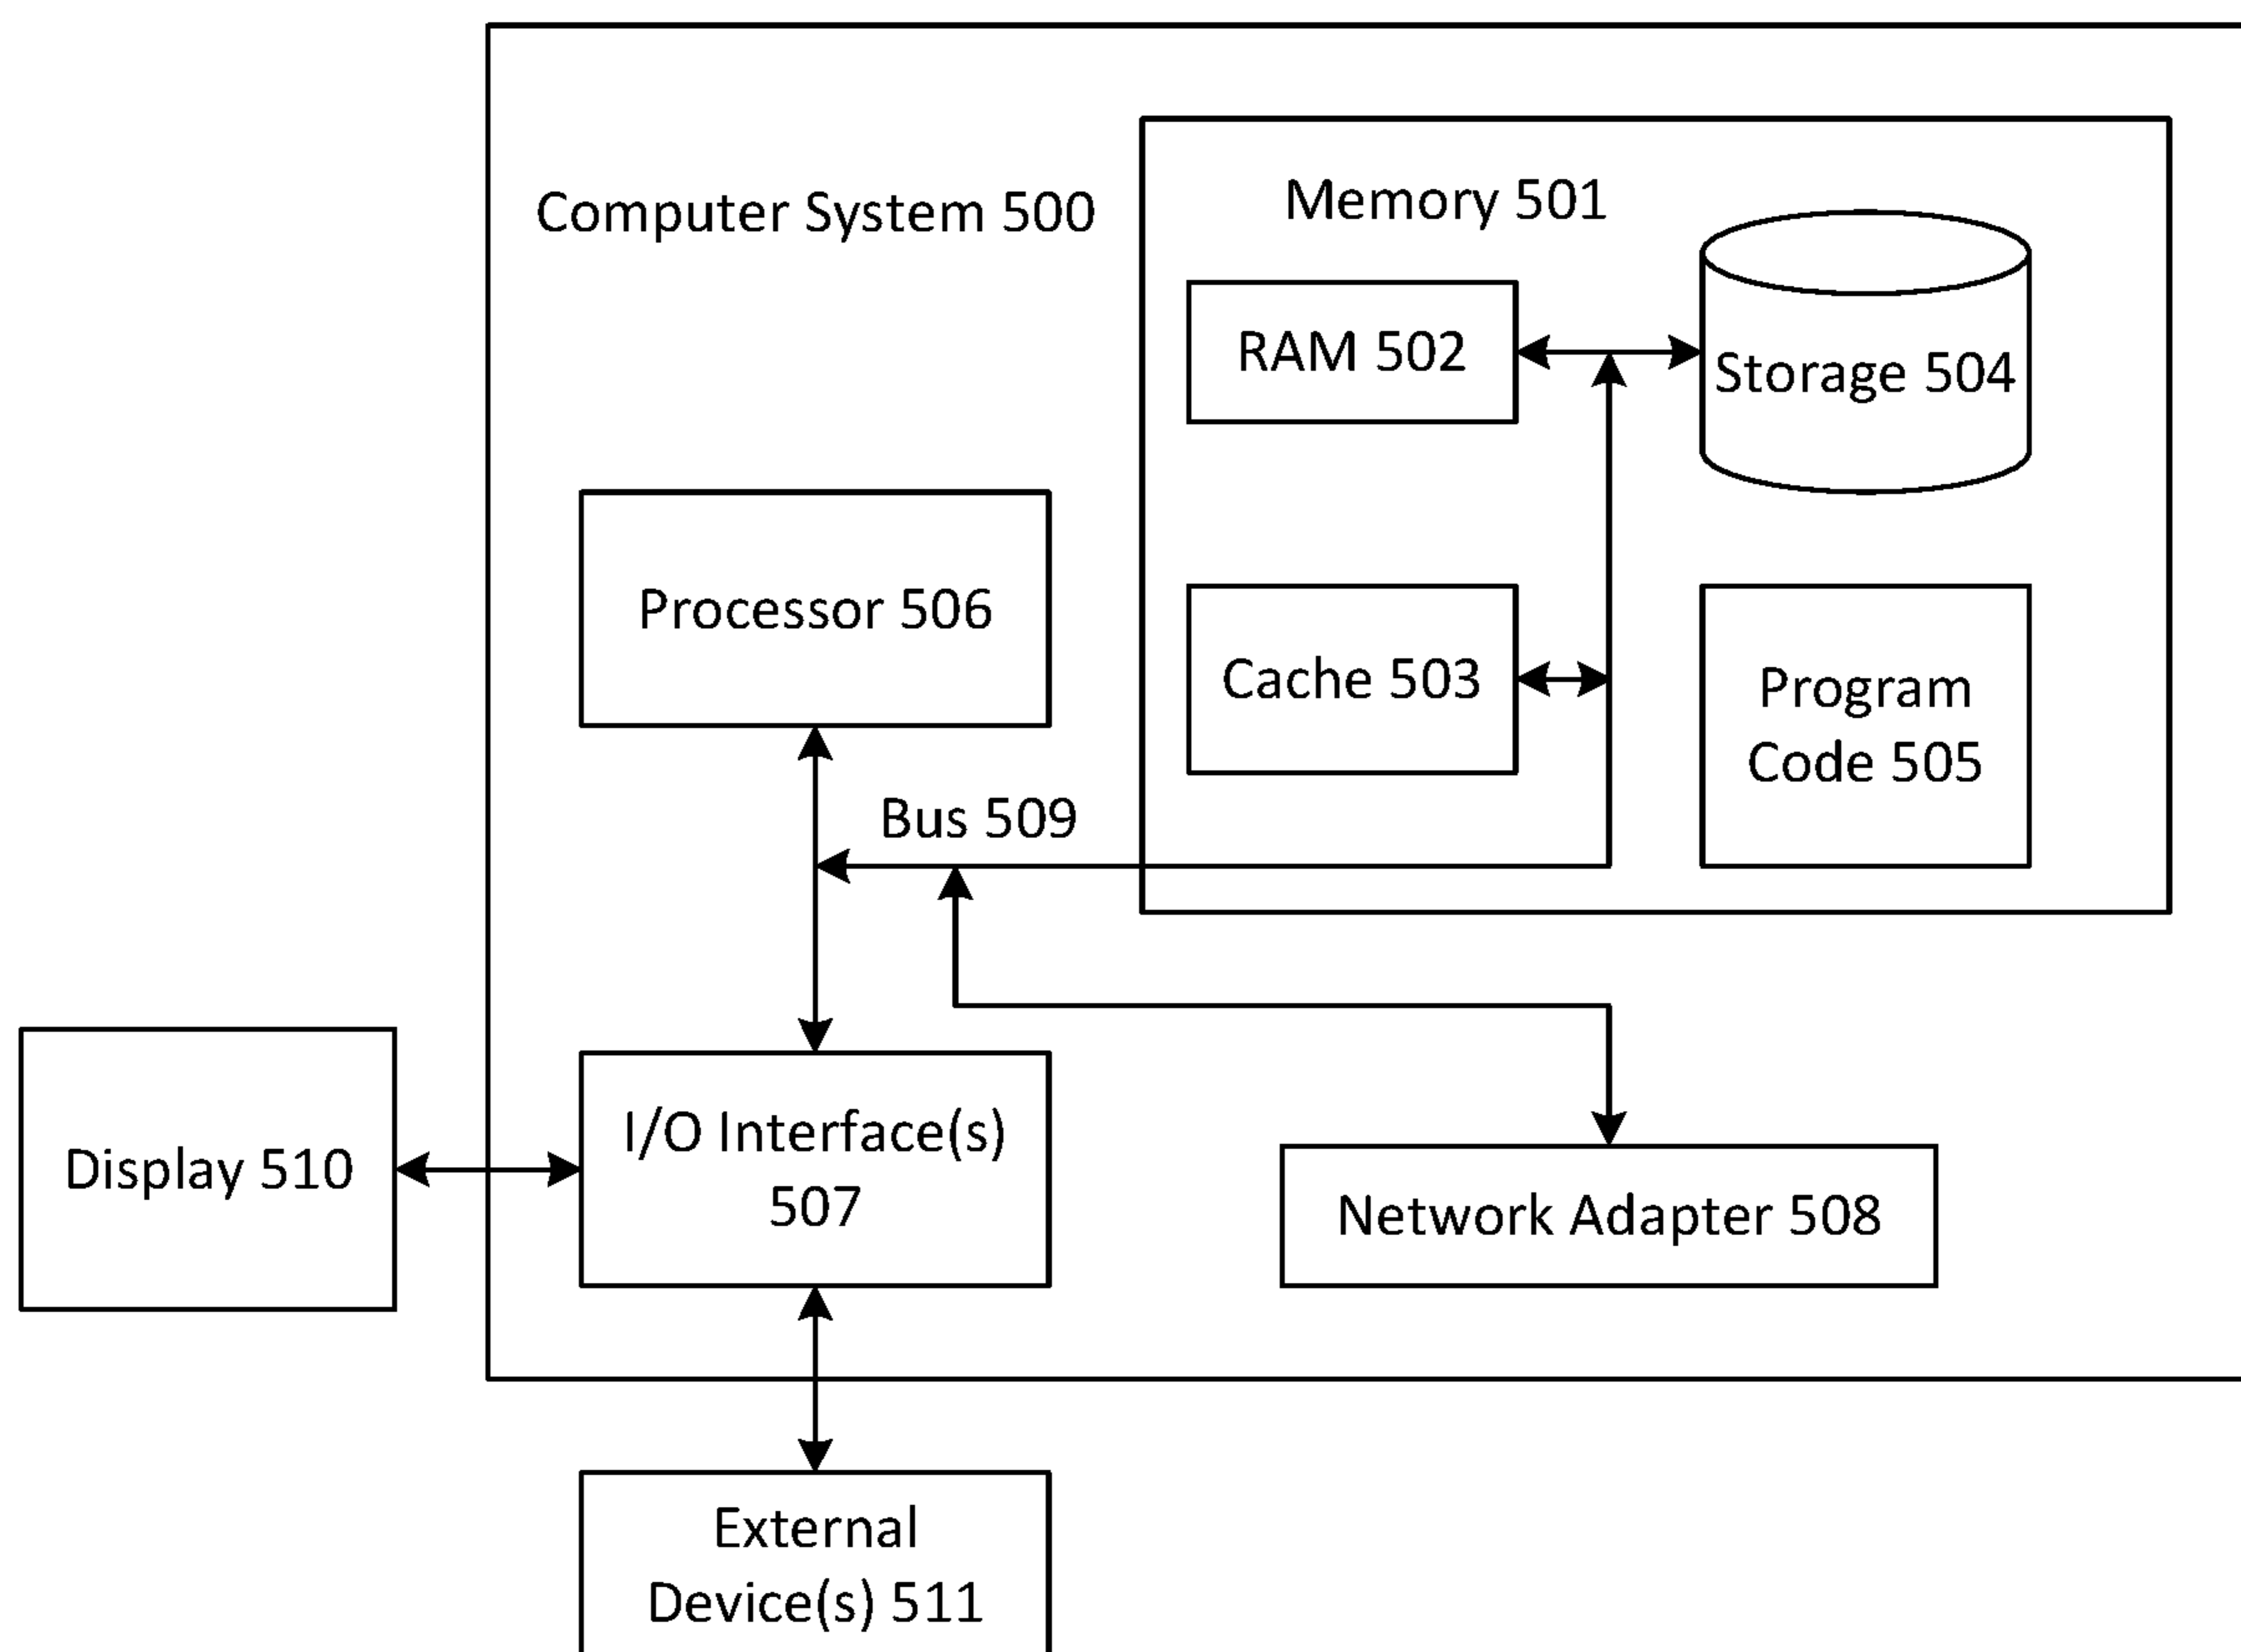 Computer System 500
Memory 501
RAM 502
Storage 504
Processor 506
Cache 503
Program
Code 505
Bus 509
Display 510
I/O Interface(s)
507
Network Adapter 508
External
Device(s) 511